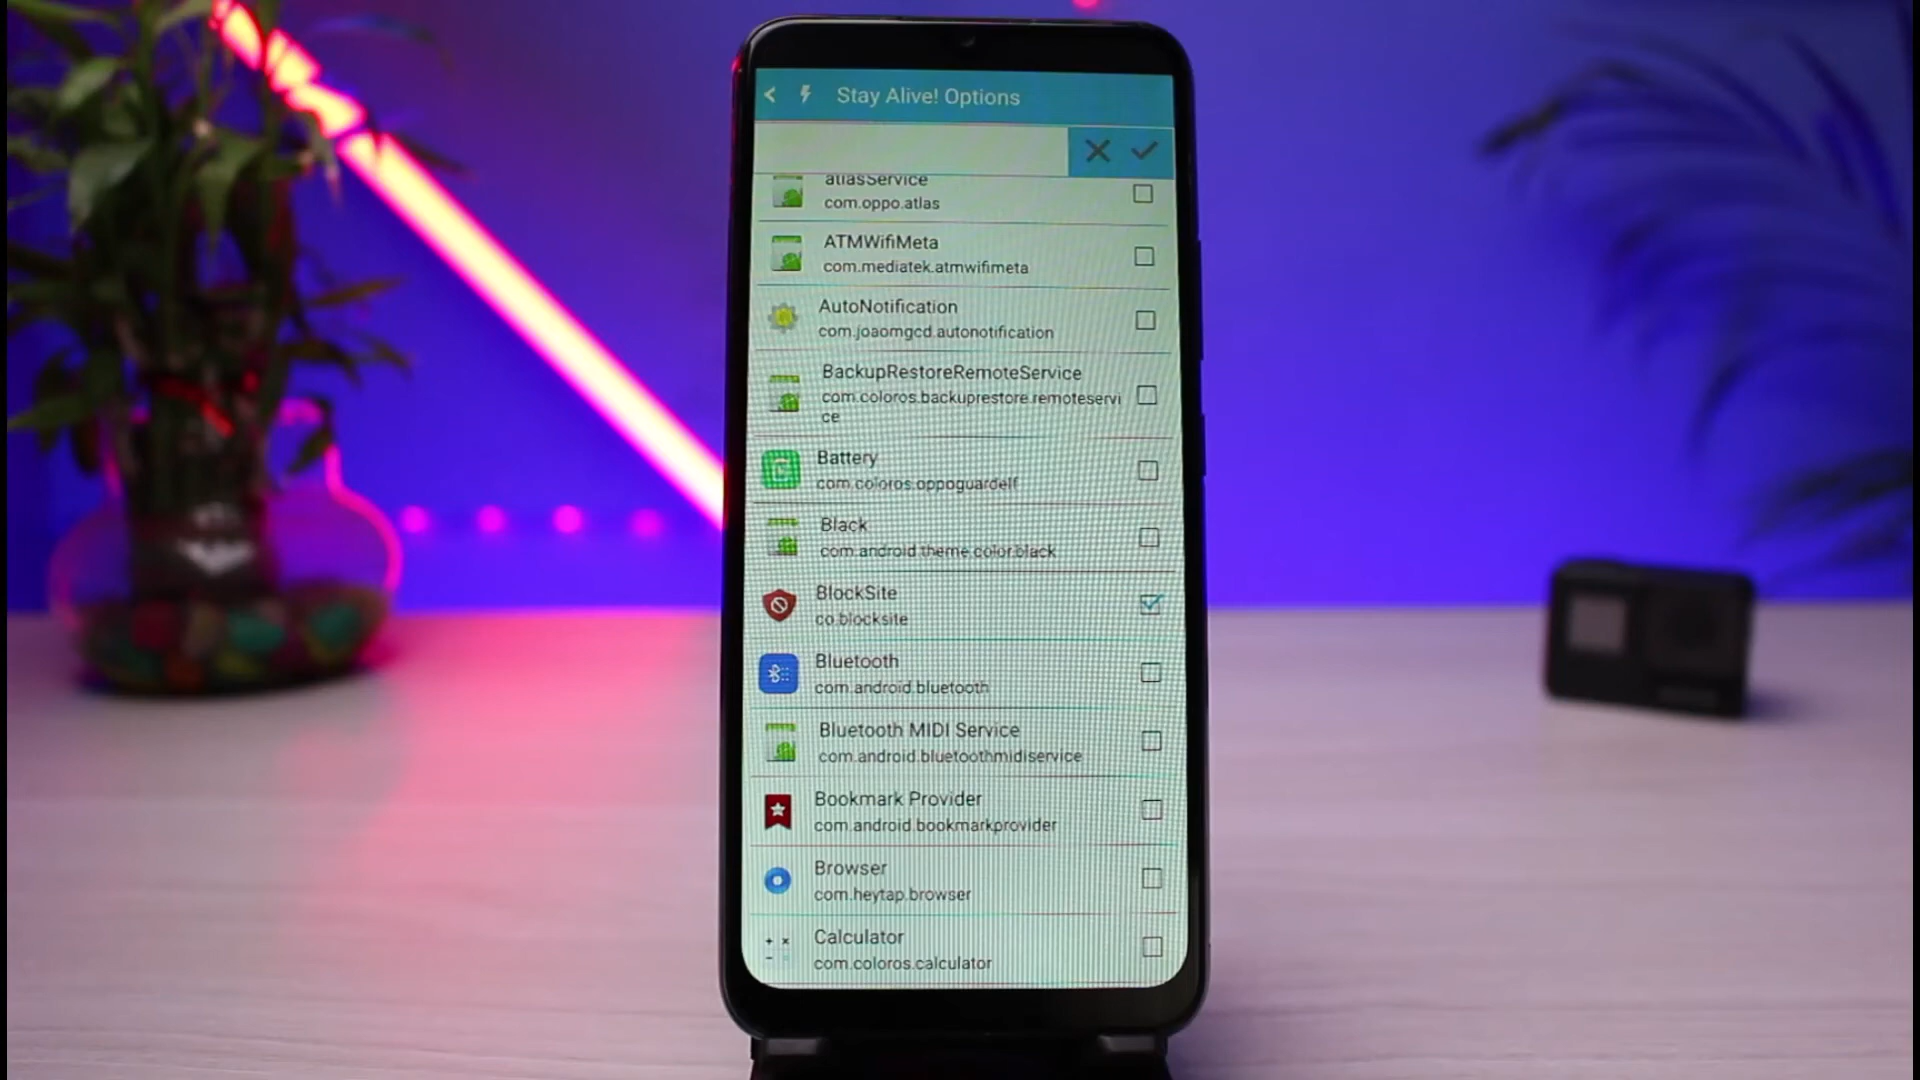 Stay Alive! Options
atlasService
com.oppo.atlas
ATMWifiMeta
com.mediatek.atmwifimeta
AutoNotification
com.joaomgcd.autonotification
BackupRestoreRemoteService
com.coloros.backuprestore.remoteservi
ce
Battery
com.coloros.oppoguardelf
Black
com.android.theme.color.black
BlockSite
co.blocksite
Bluetooth
com.android.bluetooth
Bluetooth MIDI Service
com.android.bluetoothmidiservice
Bookmark Provider
com.android.bookmarkprovider
Browser
com.heytap.browser
Calculator
com.coloros.calculator